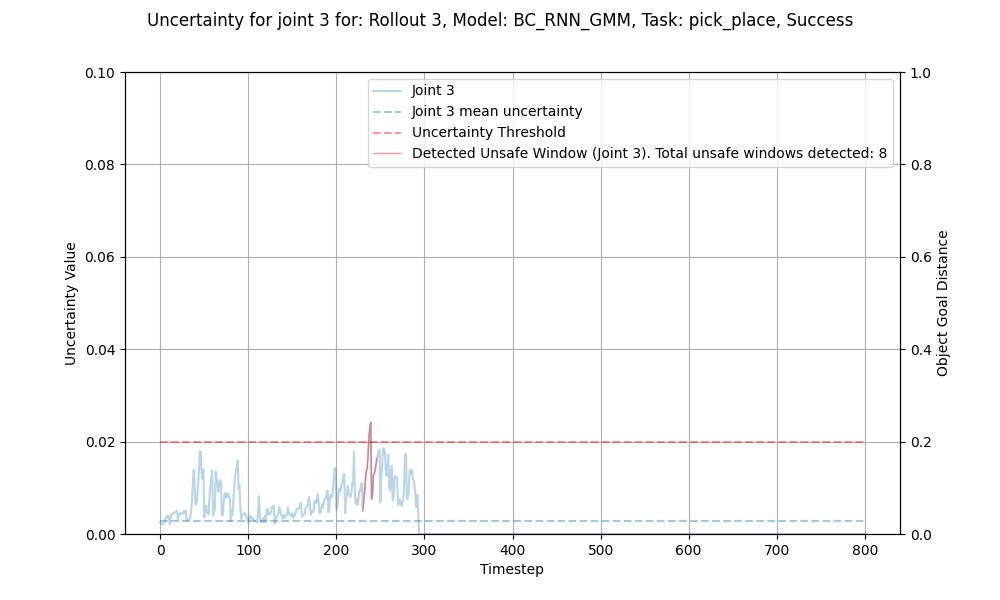 Uncertainty for joint 3 for: Rollout 3, Model: BC_RNN_GMM, Task: pick_place, Success
Joint 3
Joint 3 mean uncertainty
Uncertainty Threshold
Detected Unsafe Window (Joint 3). Total unsafe windows detected: 8
Uncertainty Value
0.10
0.08
0.06
0.04
0.02
0.00
1.0
0.8
0.6
0.4
0.2
0.0
Object Goal Distance
0 100 200 300 400 500 600 700 800
Timestep